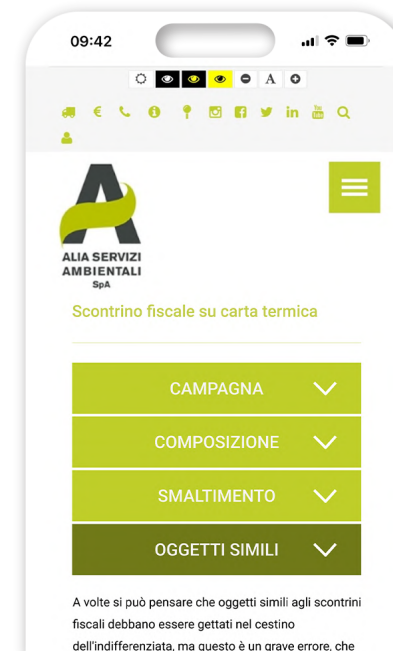 09:42
A
You Tube
ALIA SERVIZI
AMBIENTALI
SpA
Scontrino fiscale su carta termica
CAMPAGNA
COMPOSIZIONE
SMALTIMENTO
OGGETTI SIMILI
A volte si può pensare che oggetti simili agli scontrini
fiscali debbano essere gettati nel cestino
dell'indifferenziata, ma questo è un grave errore, che